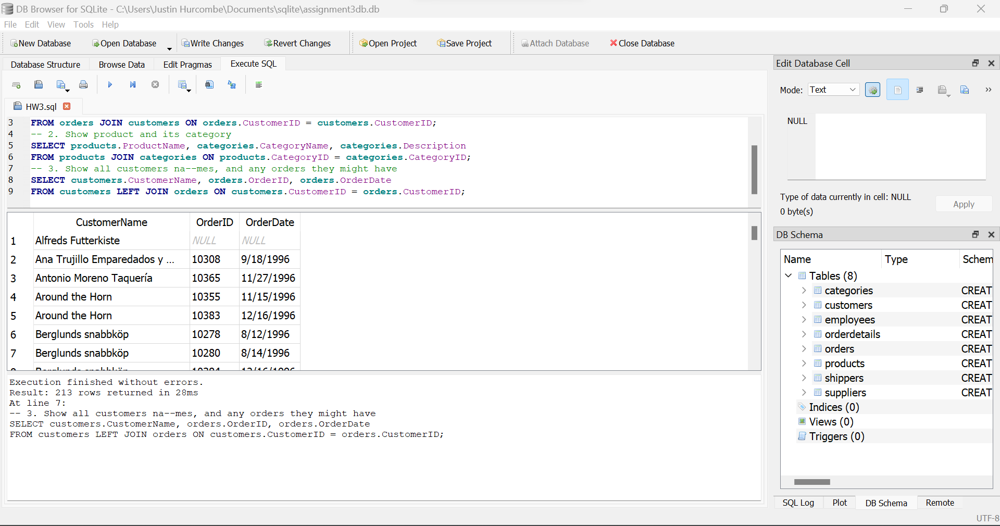 DB Browser for SQLite - C:\Users\Justin Hurcombe\Documents\sqlite\assignment3db.db
File Edit View Tools Help
New Database Open Database Write Changes Revert Changes Open Project Save Project Attach Database Close Database
Database Structure Browse Data Edit Pragmas Execute SQL
HW3.sql
3 FROM orders JOIN customers ON orders.CustomerID = customers.CustomerID;
4 -- 2. Show product and its category
5 SELECT products.ProductName, categories.CategoryName, categories.Description
6 FROM products JOIN categories ON products.CategoryID = categories.CategoryID;
7 -- 3. Show all customers na--mes, and any orders they might have
8 SELECT customers.CustomerName, orders.OrderID, orders.OrderDate
9 FROM customers LEFT JOIN orders ON customers.CustomerID = orders.CustomerID;
CustomerName OrderID OrderDate
1 Alfreds Futterkiste NULL NULL
2 Ana Trujillo Emparedados y ... 10308 9/18/1996
3 Antonio Moreno Taquería 10365 11/27/1996
4 Around the Horn 10355 11/15/1996
5 Around the Horn 10383 12/16/1996
6 Berglunds snabbköp 10278 8/12/1996
7 Berglunds snabbköp 10280 8/14/1996
Execution finished without errors.
Result: 213 rows returned in 28ms
At line 7:
-- 3. Show all customers na--mes, and any orders they might have
SELECT customers.CustomerName, orders.OrderID, orders.OrderDate
FROM customers LEFT JOIN orders ON customers.CustomerID = orders.CustomerID;
Edit Database Cell
Mode: Text
NULL
Type of data currently in cell: NULL
0 byte(s)
Apply
DB Schema
Name Type Schem
Tables (8)
categories CREAT
customers CREAT
employees CREAT
orderdetails CREAT
orders CREAT
products CREAT
shippers CREAT
suppliers CREAT
Indices (0)
Views (0)
Triggers (0)
SQL Log Plot DB Schema Remote
UTF-8